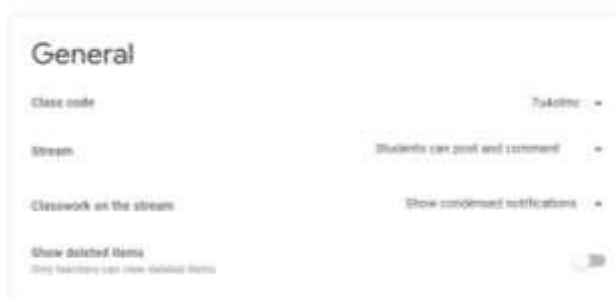 General
Class code
Stream Students can post and comment
Classwork on the stream Show condensed notifications
Show deleted items
Only teachers can view deleted items